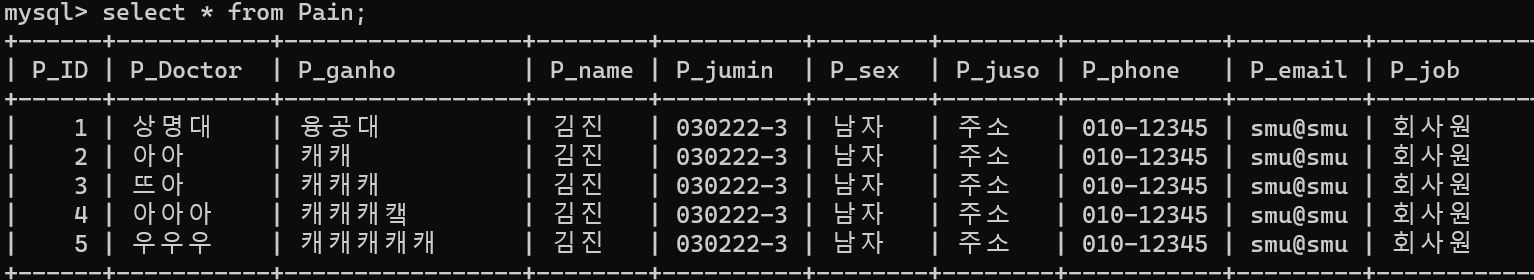 mysql> select * from Pain;
| P_ID | P_Doctor | P_ganho | P_name | P_jumin | P_sex | P_juso | P_phone | P_email | P_job
| 1 | 상명대 | 융공대 | 김진 | 030222-3 | 남자 | 주소 | 010-12345 | smu@smu | 회사원
| 2 | 아아 | 캐캐 | 김진 | 030222-3 | 남자 | 주소 | 010-12345 | smu@smu | 회사원
| 3 | 뜨아 | 캐캐캐 | 김진 | 030222-3 | 남자 | 주소 | 010-12345 | smu@smu | 회사원
| 4 | 아아아 | 캐캐캐캨 | 김진 | 030222-3 | 남자 | 주소 | 010-12345 | smu@smu | 회사원
| 5 | 우우우 | 캐캐캐캐캐 | 김진 | 030222-3 | 남자 | 주소 | 010-12345 | smu@smu | 회사원